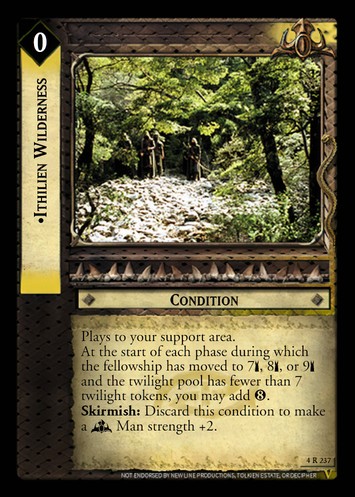 0
•Ithilien Wilderness
Condition
Plays to your support area.
At the start of each phase during which
the fellowship has moved to 7, 8, or 9
and the twilight pool has fewer than 7
twilight tokens, you may add 8.
Skirmish: Discard this condition to make
a Man strength +2.
4 R 237
NOT ENDORSED BY NEW LINE PRODUCTIONS, TOLKIEN ESTATE, OR DECIPHER
V